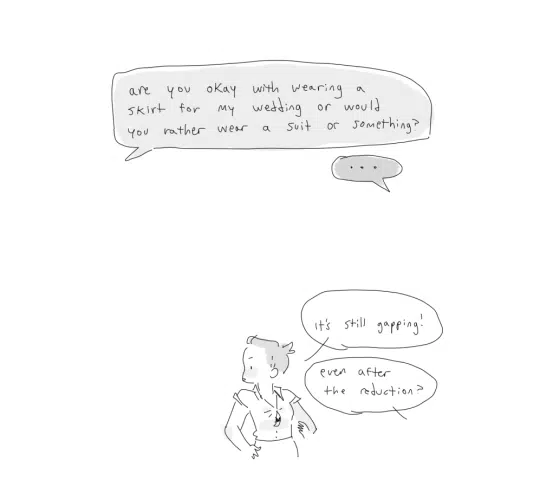 are you okay with wearing a
skirt for my wedding or would
you rather wear a suit or something?
...
it's still gapping!
even after
the reduction?